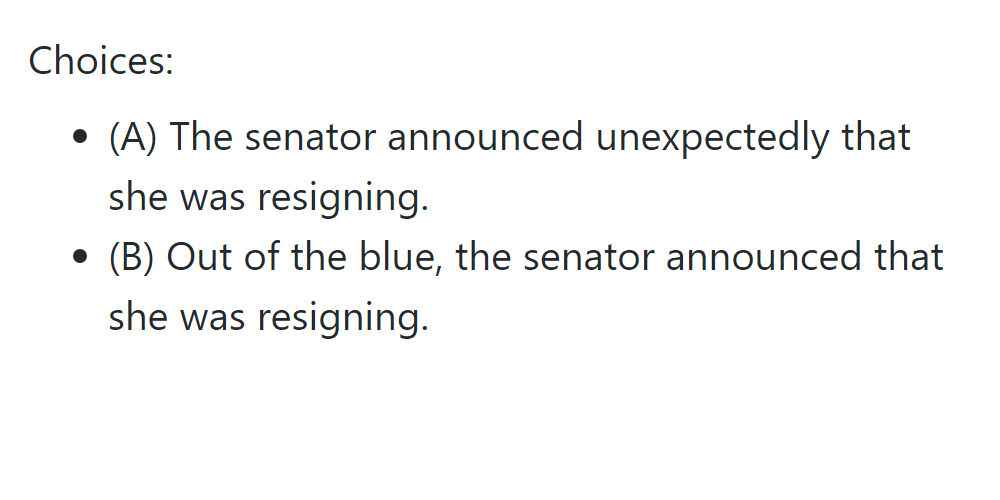 Choices:
• (A) The senator announced unexpectedly that
she was resigning.
• (B) Out of the blue, the senator announced that
she was resigning.